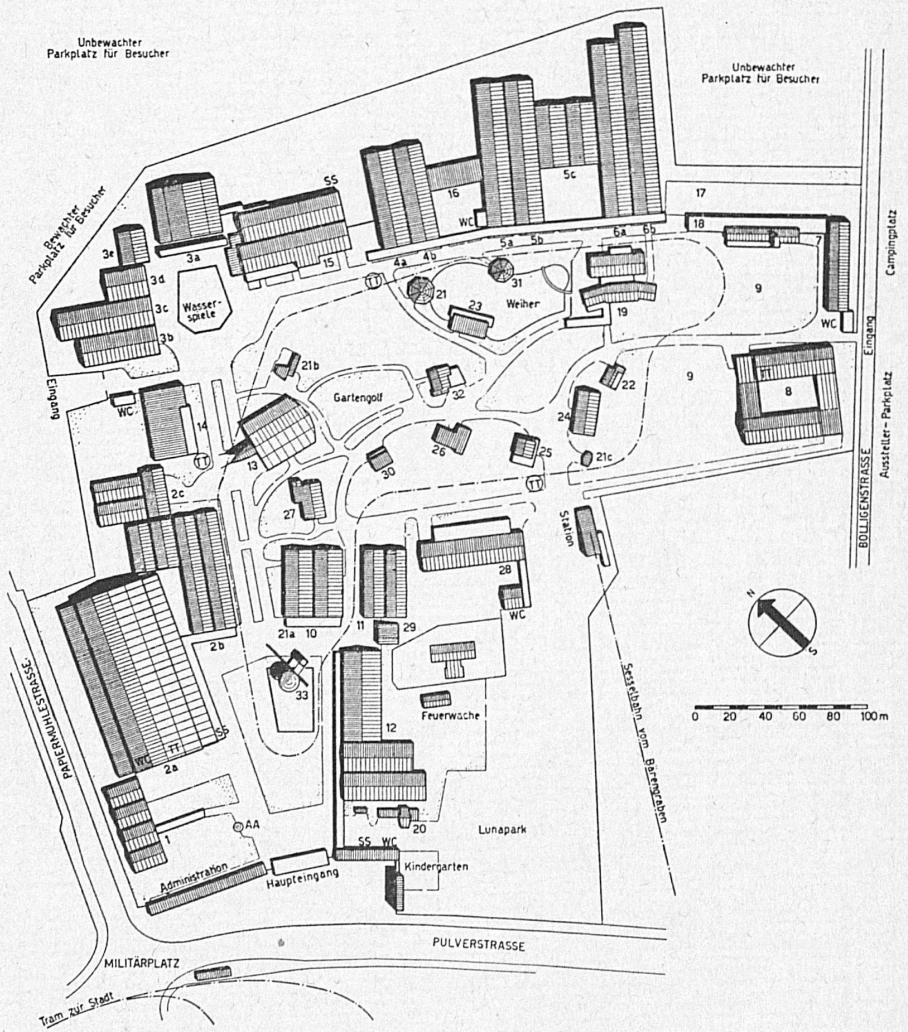 Unbewachter
Parkplatz für Besucher
Unbewachter
Parkplatz für Besucher
Bewachter
Parkplatz für Besucher
SS
16
WC
5c
17
18
7
Campingplatz
3e
3a
3d
3c
3b
15
Wasser-
spiele
TT
4a
4b
5a
5b
6a
6b
21
31
23
Weiher
19
9
WC
Eingang
Eingang
21b
Gartengolf
32
22
9
TT
8
WC
14
TT
13
24
26
25
21c
30
TT
Aussteller-Parkplatz
BOLLIGENSTRASSE
2c
27
Station
28
WC
2b
21a
10
11
29
N
S
33
12
Feuerwache
0
20
40
60
80
100m
PAPIERMÜHLESTRASSE
WC
TT
SS
2a
Sesselbahn vom Bärengraben
1
AA
20
Lunapark
SS
WC
Administration
Haupteingang
Kindergarten
PULVERSTRASSE
MILITÄRPLATZ
Tram zur Stadt